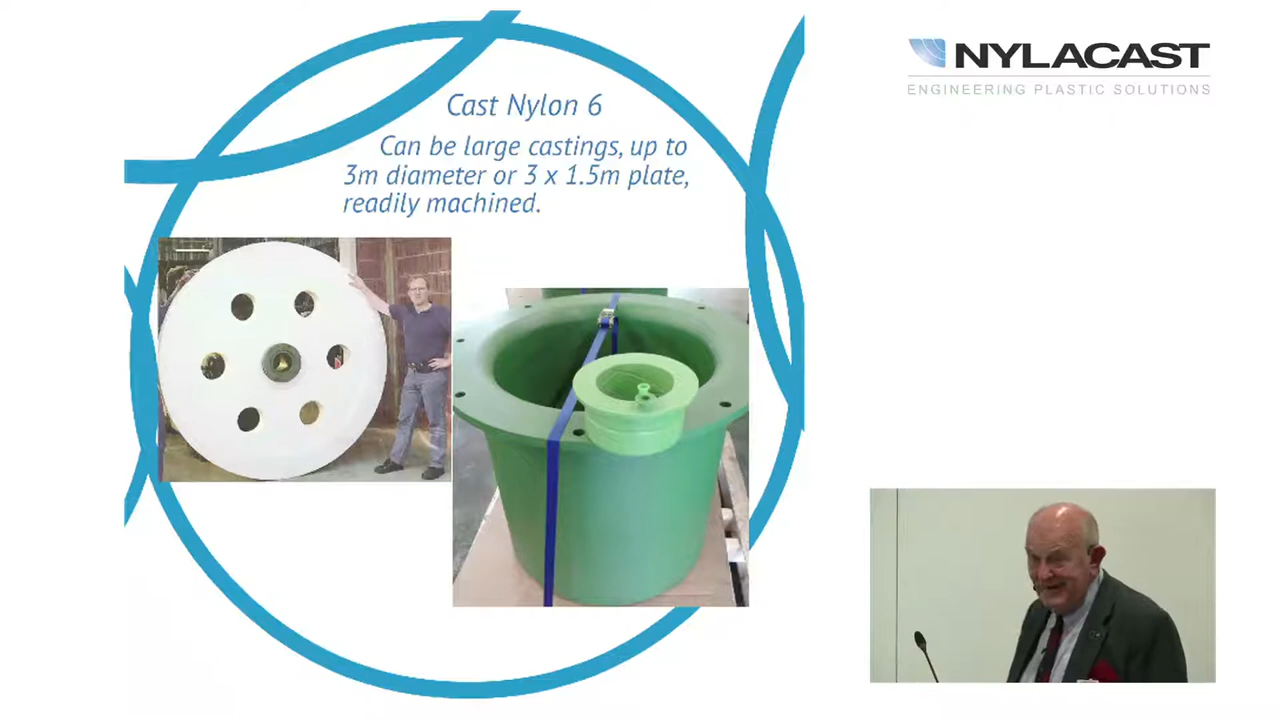 NYLACAST
ENGINEERING PLASTIC SOLUTIONS
Cast Nylon 6
Can be large castings, up to
3m diameter or 3 x 1.5m plate,
readily machined.